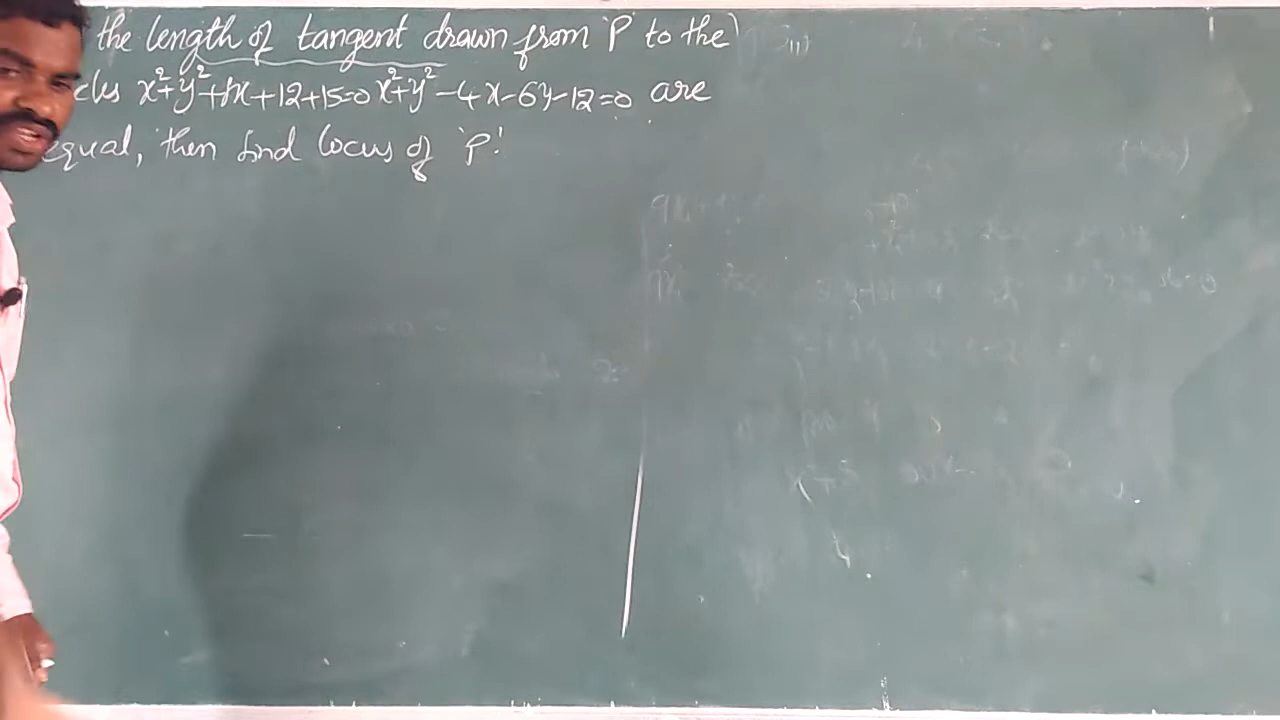 the length of tangent drawn from 'P' to the
cles x²+y²+8x+12+15=0 x²+y²-4x-6y-12=0 are
equal, then find locus of 'P'.